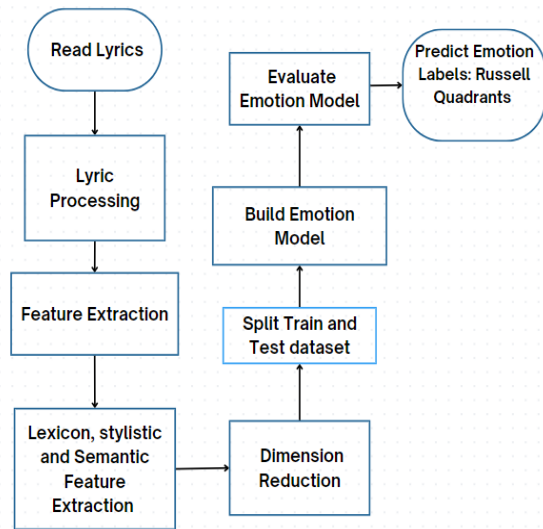 Read Lyrics
Lyric
Processing
Feature Extraction
Lexicon, stylistic
and Semantic
Feature
Extraction
Dimension
Reduction
Split Train and
Test dataset
Build Emotion
Model
Evaluate
Emotion Model
Predict Emotion
Labels: Russell
Quadrants